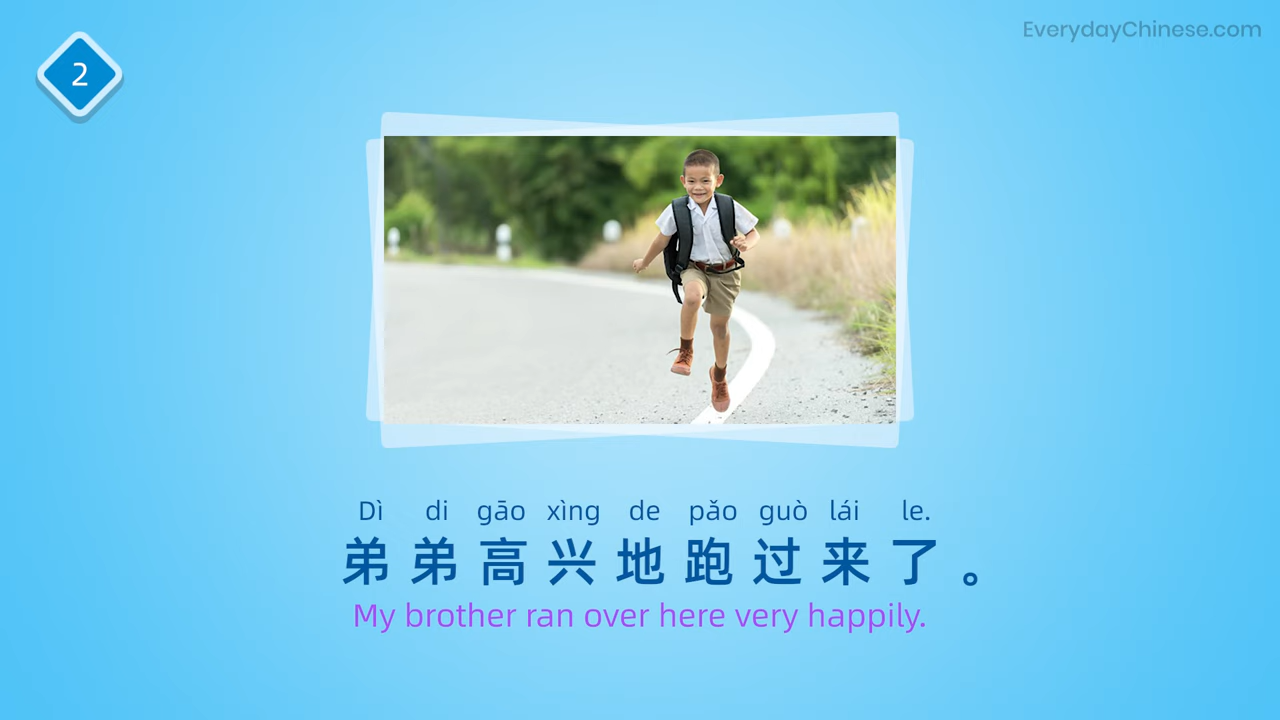 EverydayChinese.com
2
Dì di gāo xìng de pǎo guò lái le.
弟弟高兴地跑过来了。
My brother ran over here very happily.